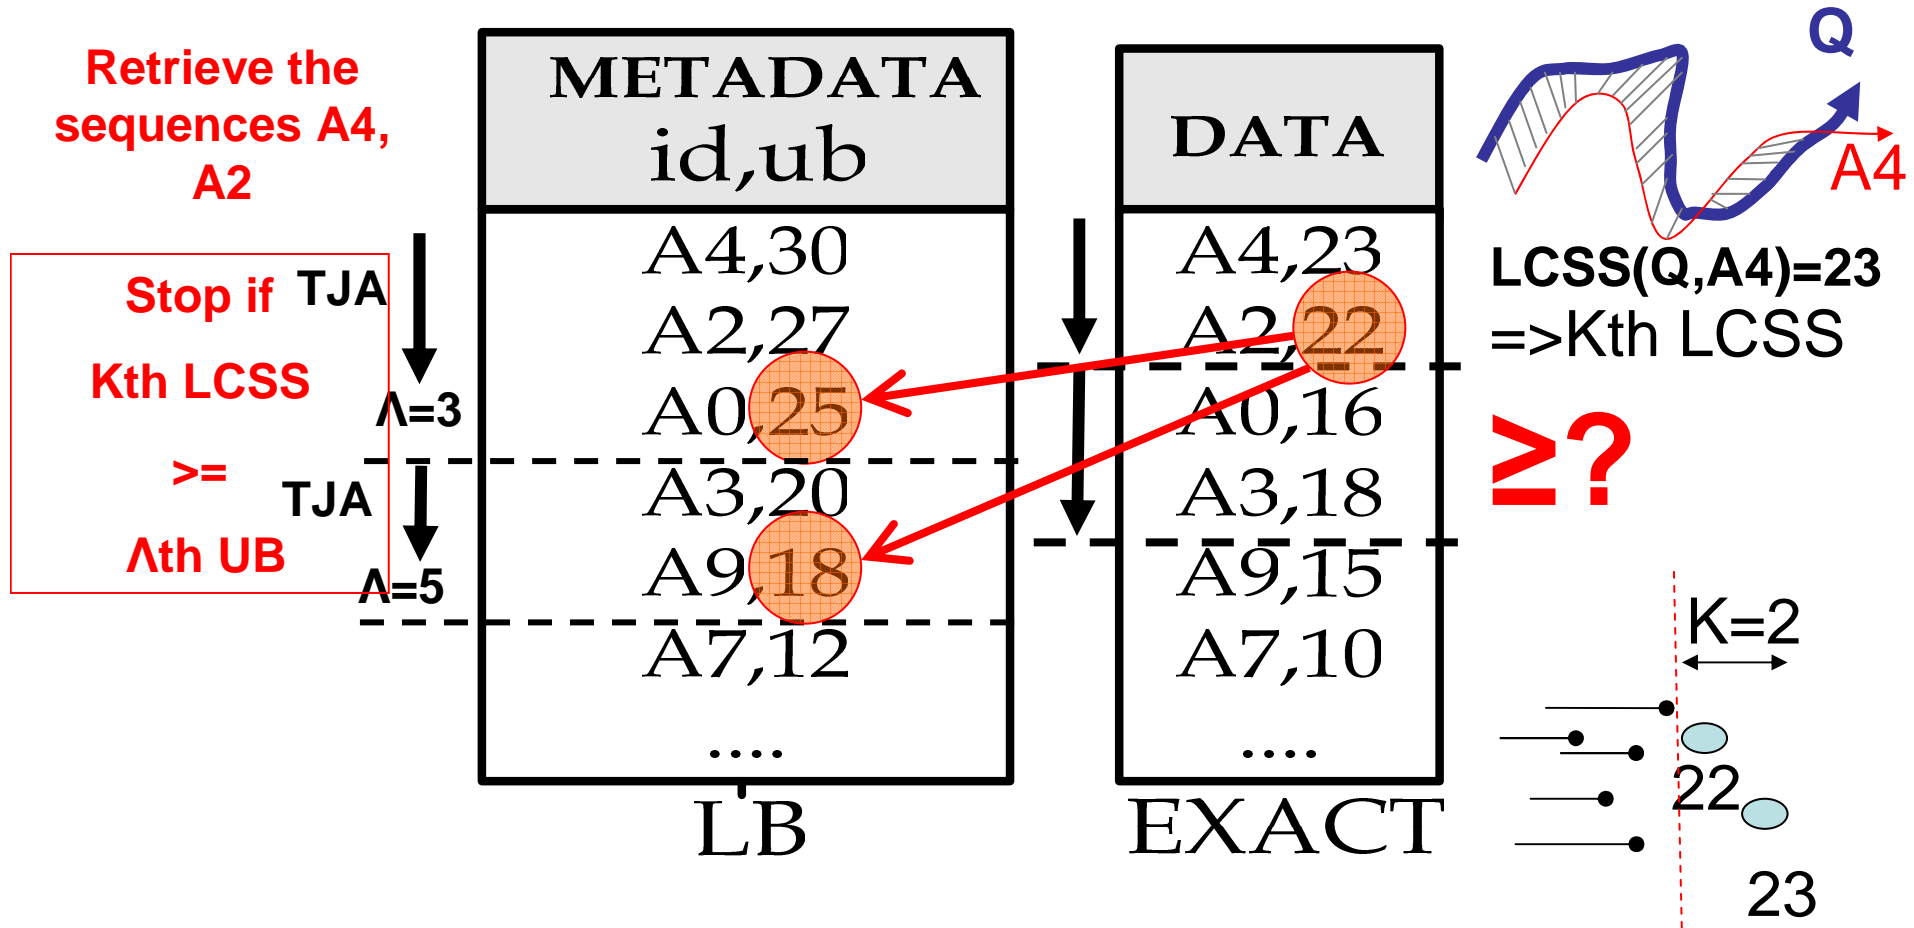 Retrieve the
sequences A4,
A2
Stop if
Kth LCSS
>=
Λth UB
TJA
Λ=3
TJA
Λ=5
METADATA
id,ub
A4,30
A2,27
A0,25
A3,20
A9,18
A7,12
....
LB
DATA
A4,23
A2,22
A0,16
A3,18
A9,15
A7,10
....
EXACT
Q
A4
LCSS(Q,A4)=23
=>Kth LCSS
≥?
K=2
22
23